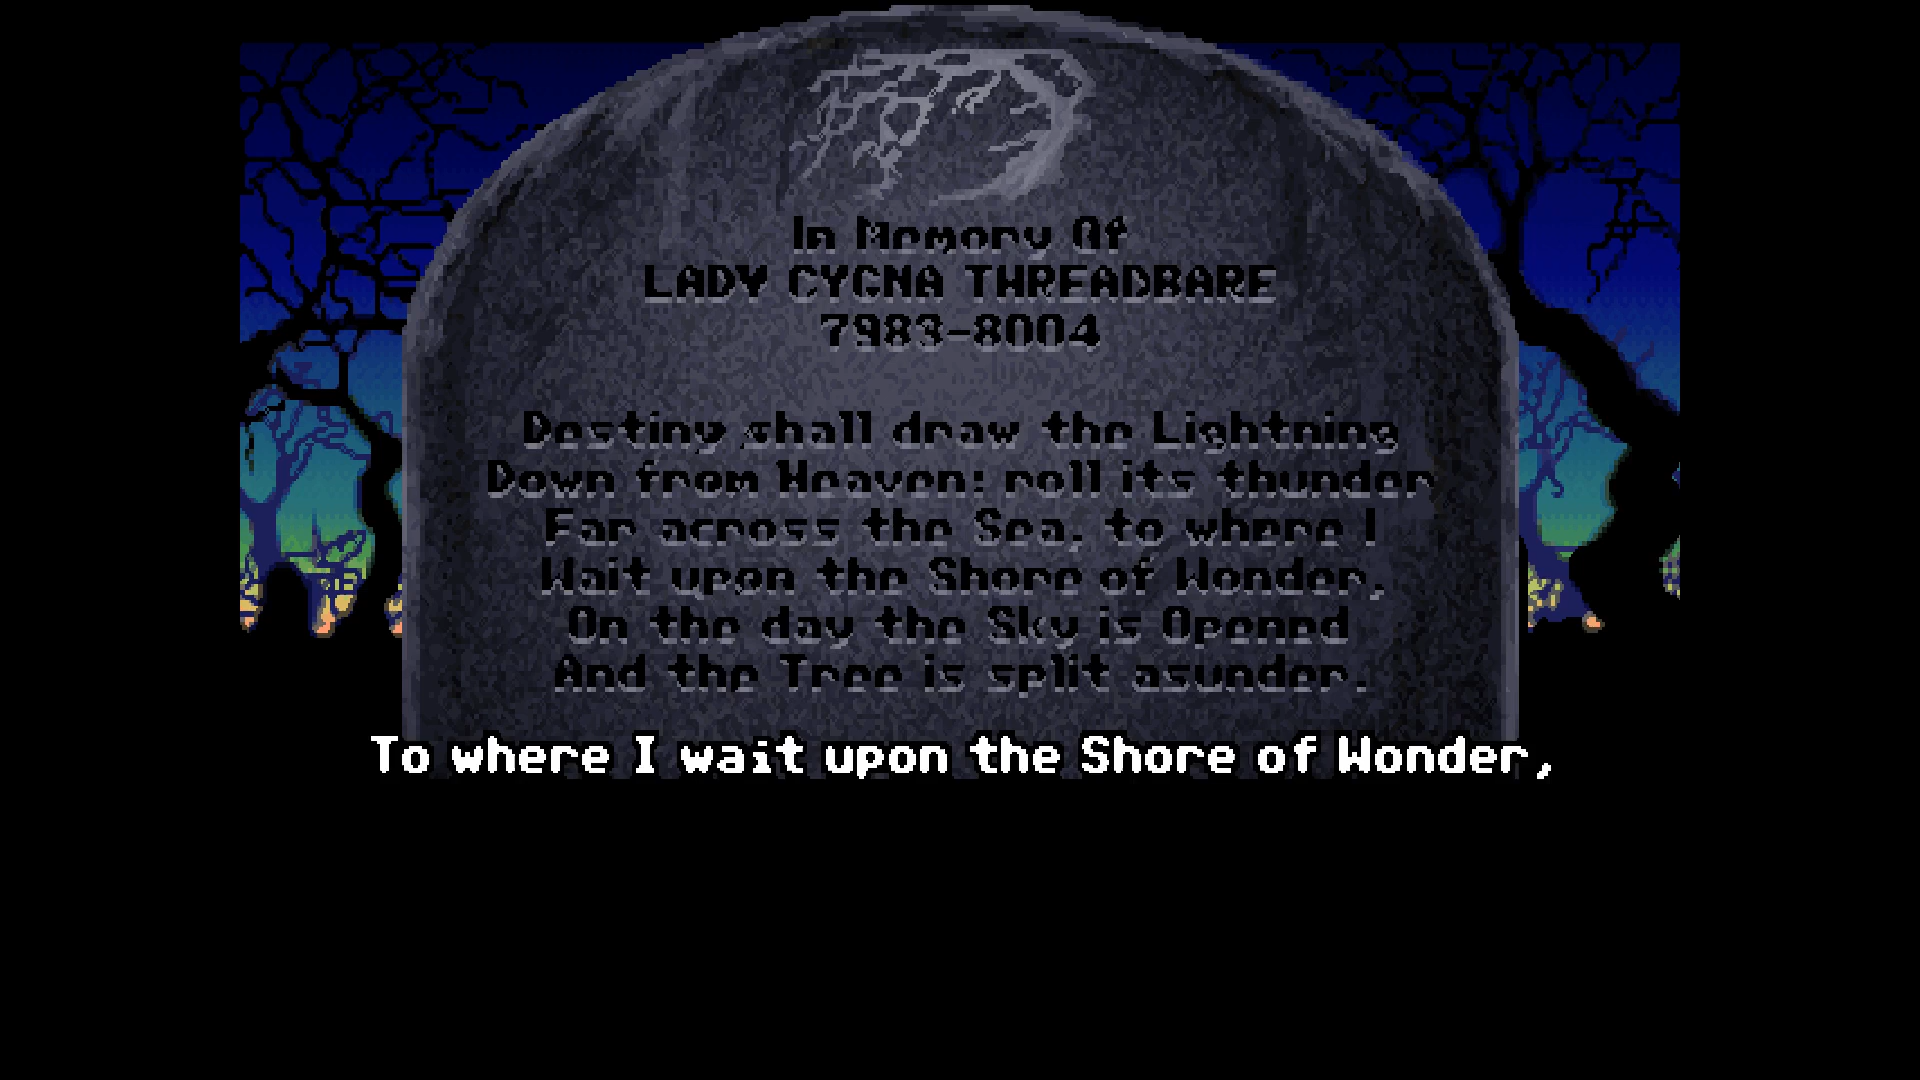 In Memory Of
LADY CYGNA THREADBARE
7983-8004
Destiny shall draw the Lightning
Down from Heaven: roll its thunder
Far across the Sea, to where I
Wait upon the Shore of Wonder,
On the day the Sky is Opened
And the Tree is split asunder.
To where I wait upon the Shore of Wonder,